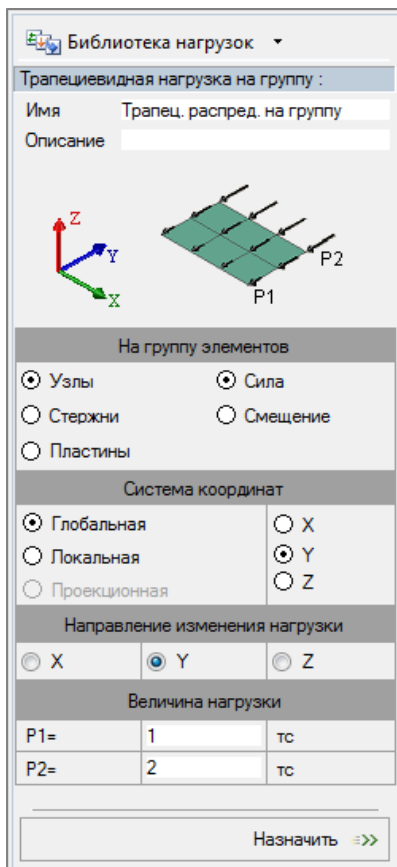 Библиотека нагрузок
Трапециевидная нагрузка на группу :
Имя Трапец. распред. на группу
Описание
Z
Y
X
P2
P1
На группу элементов
Узлы Сила
Стержни Смещение
Пластины
Система координат
Глобальная X
Локальная Y
Проекционная Z
Направление изменения нагрузки
X Y Z
Величина нагрузки
P1= 1 тс
P2= 2 тс
Назначить